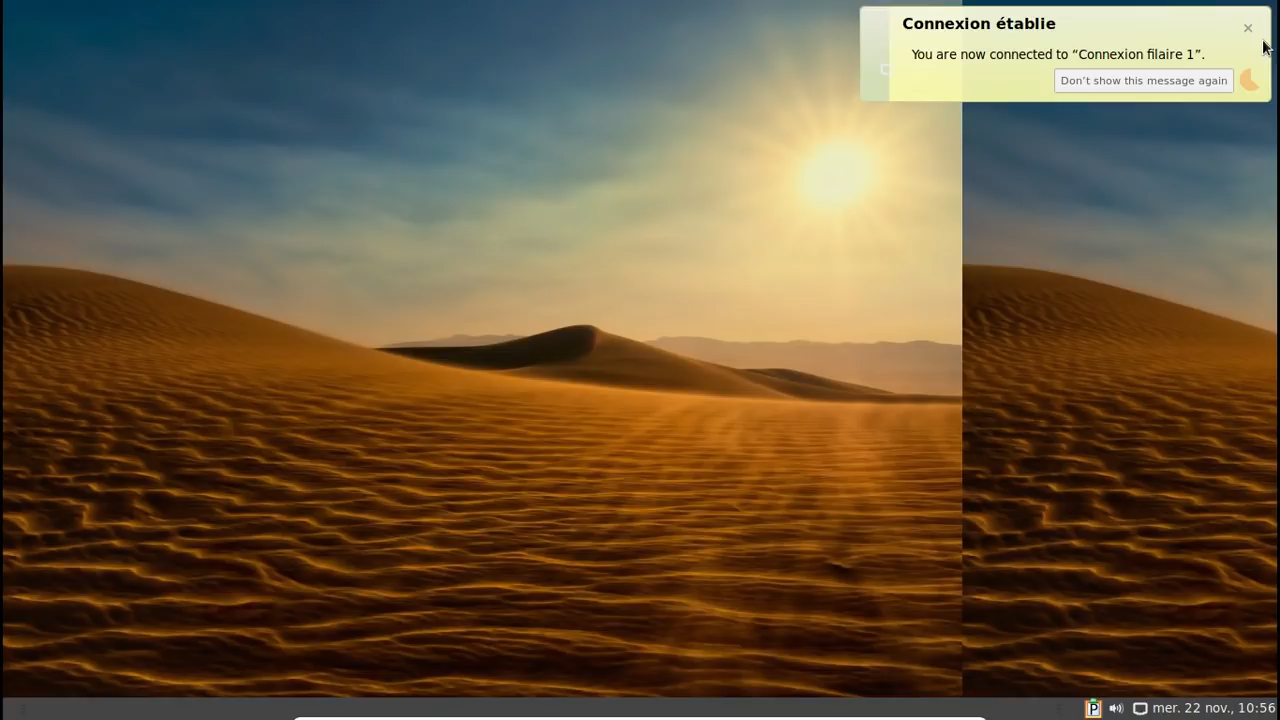 Connexion établie
You are now connected to “Connexion filaire 1”.
Don’t show this message again
P
mer. 22 nov., 10:56